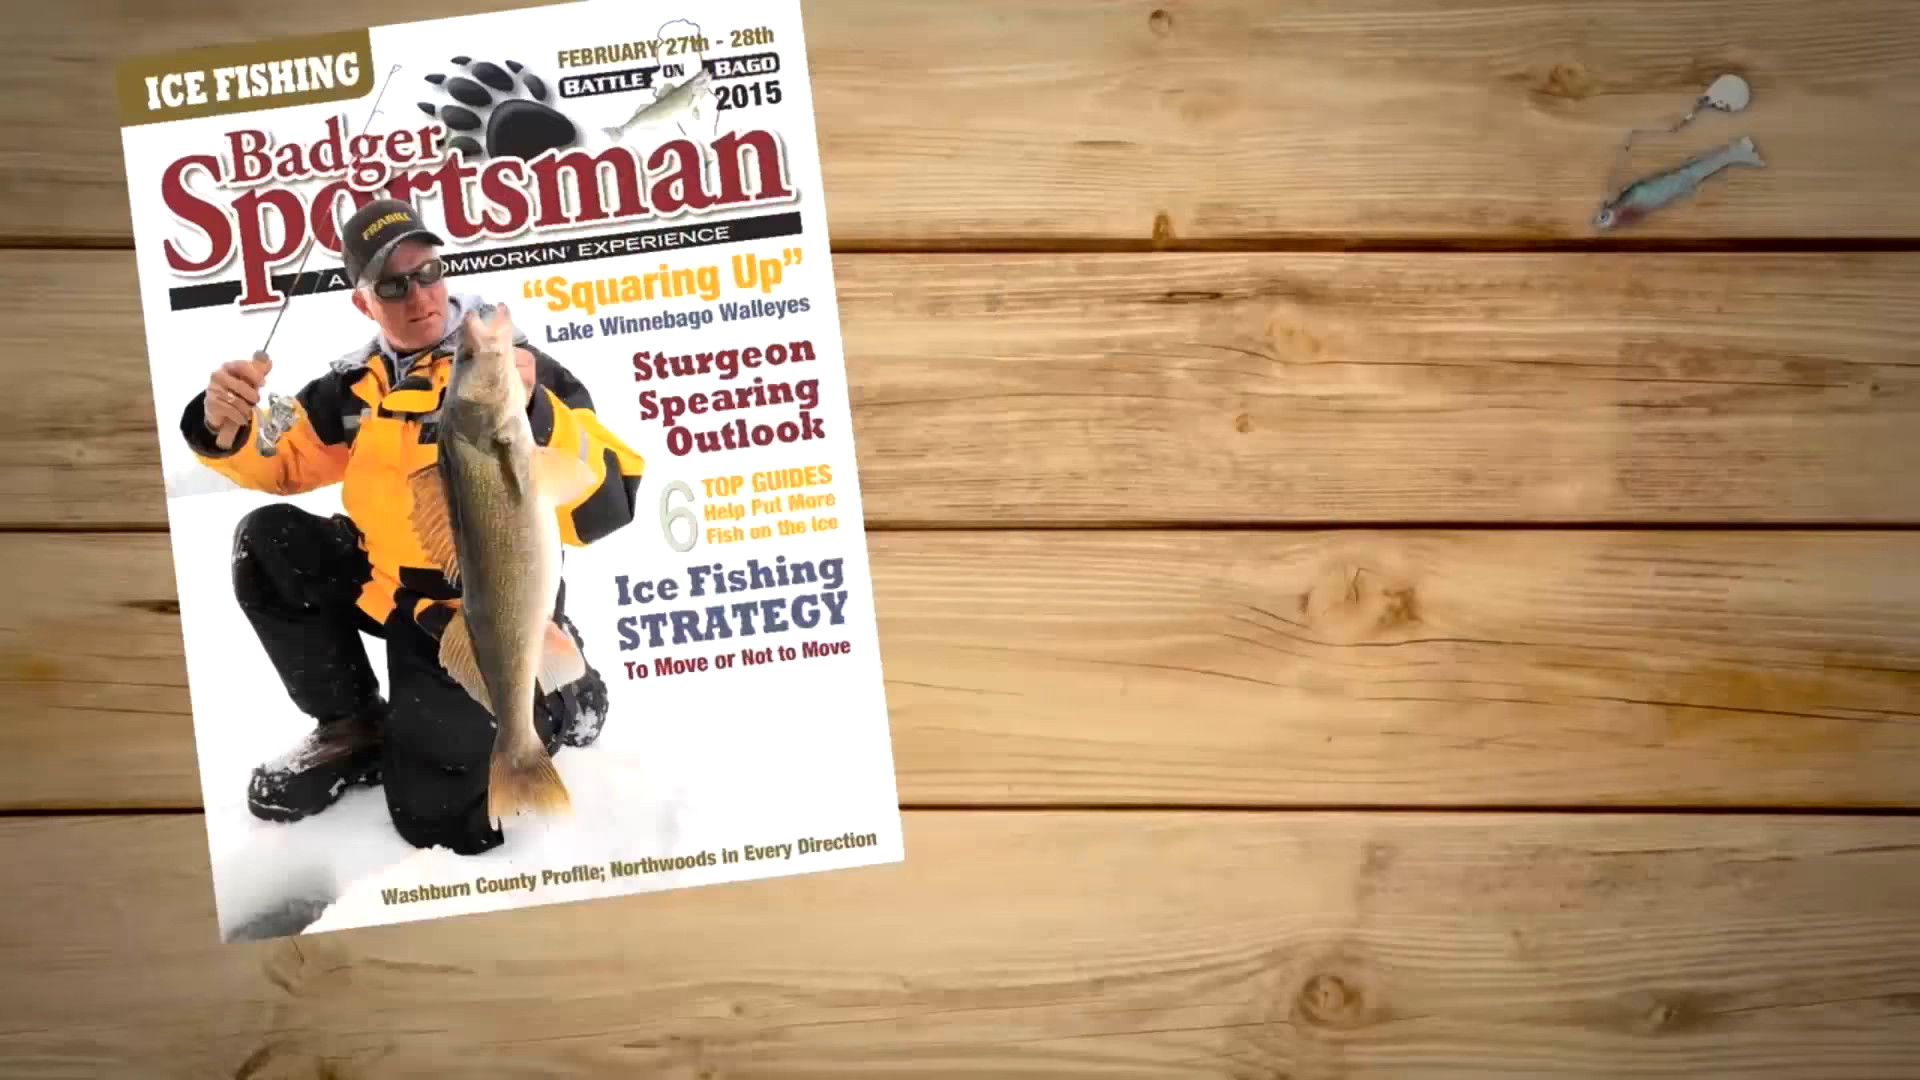 ICE FISHING
FEBRUARY 27th - 28th
BATTLE ON BAGO
2015
Badger
Sportsman
A OMWORKIN' EXPERIENCE
FRABILL
“Squaring Up”
Lake Winnebago Walleyes
Sturgeon
Spearing
Outlook
6 TOP GUIDES
Help Put More
Fish on the Ice
Ice Fishing
STRATEGY
To Move or Not to Move
Washburn County Profile; Northwoods in Every Direction